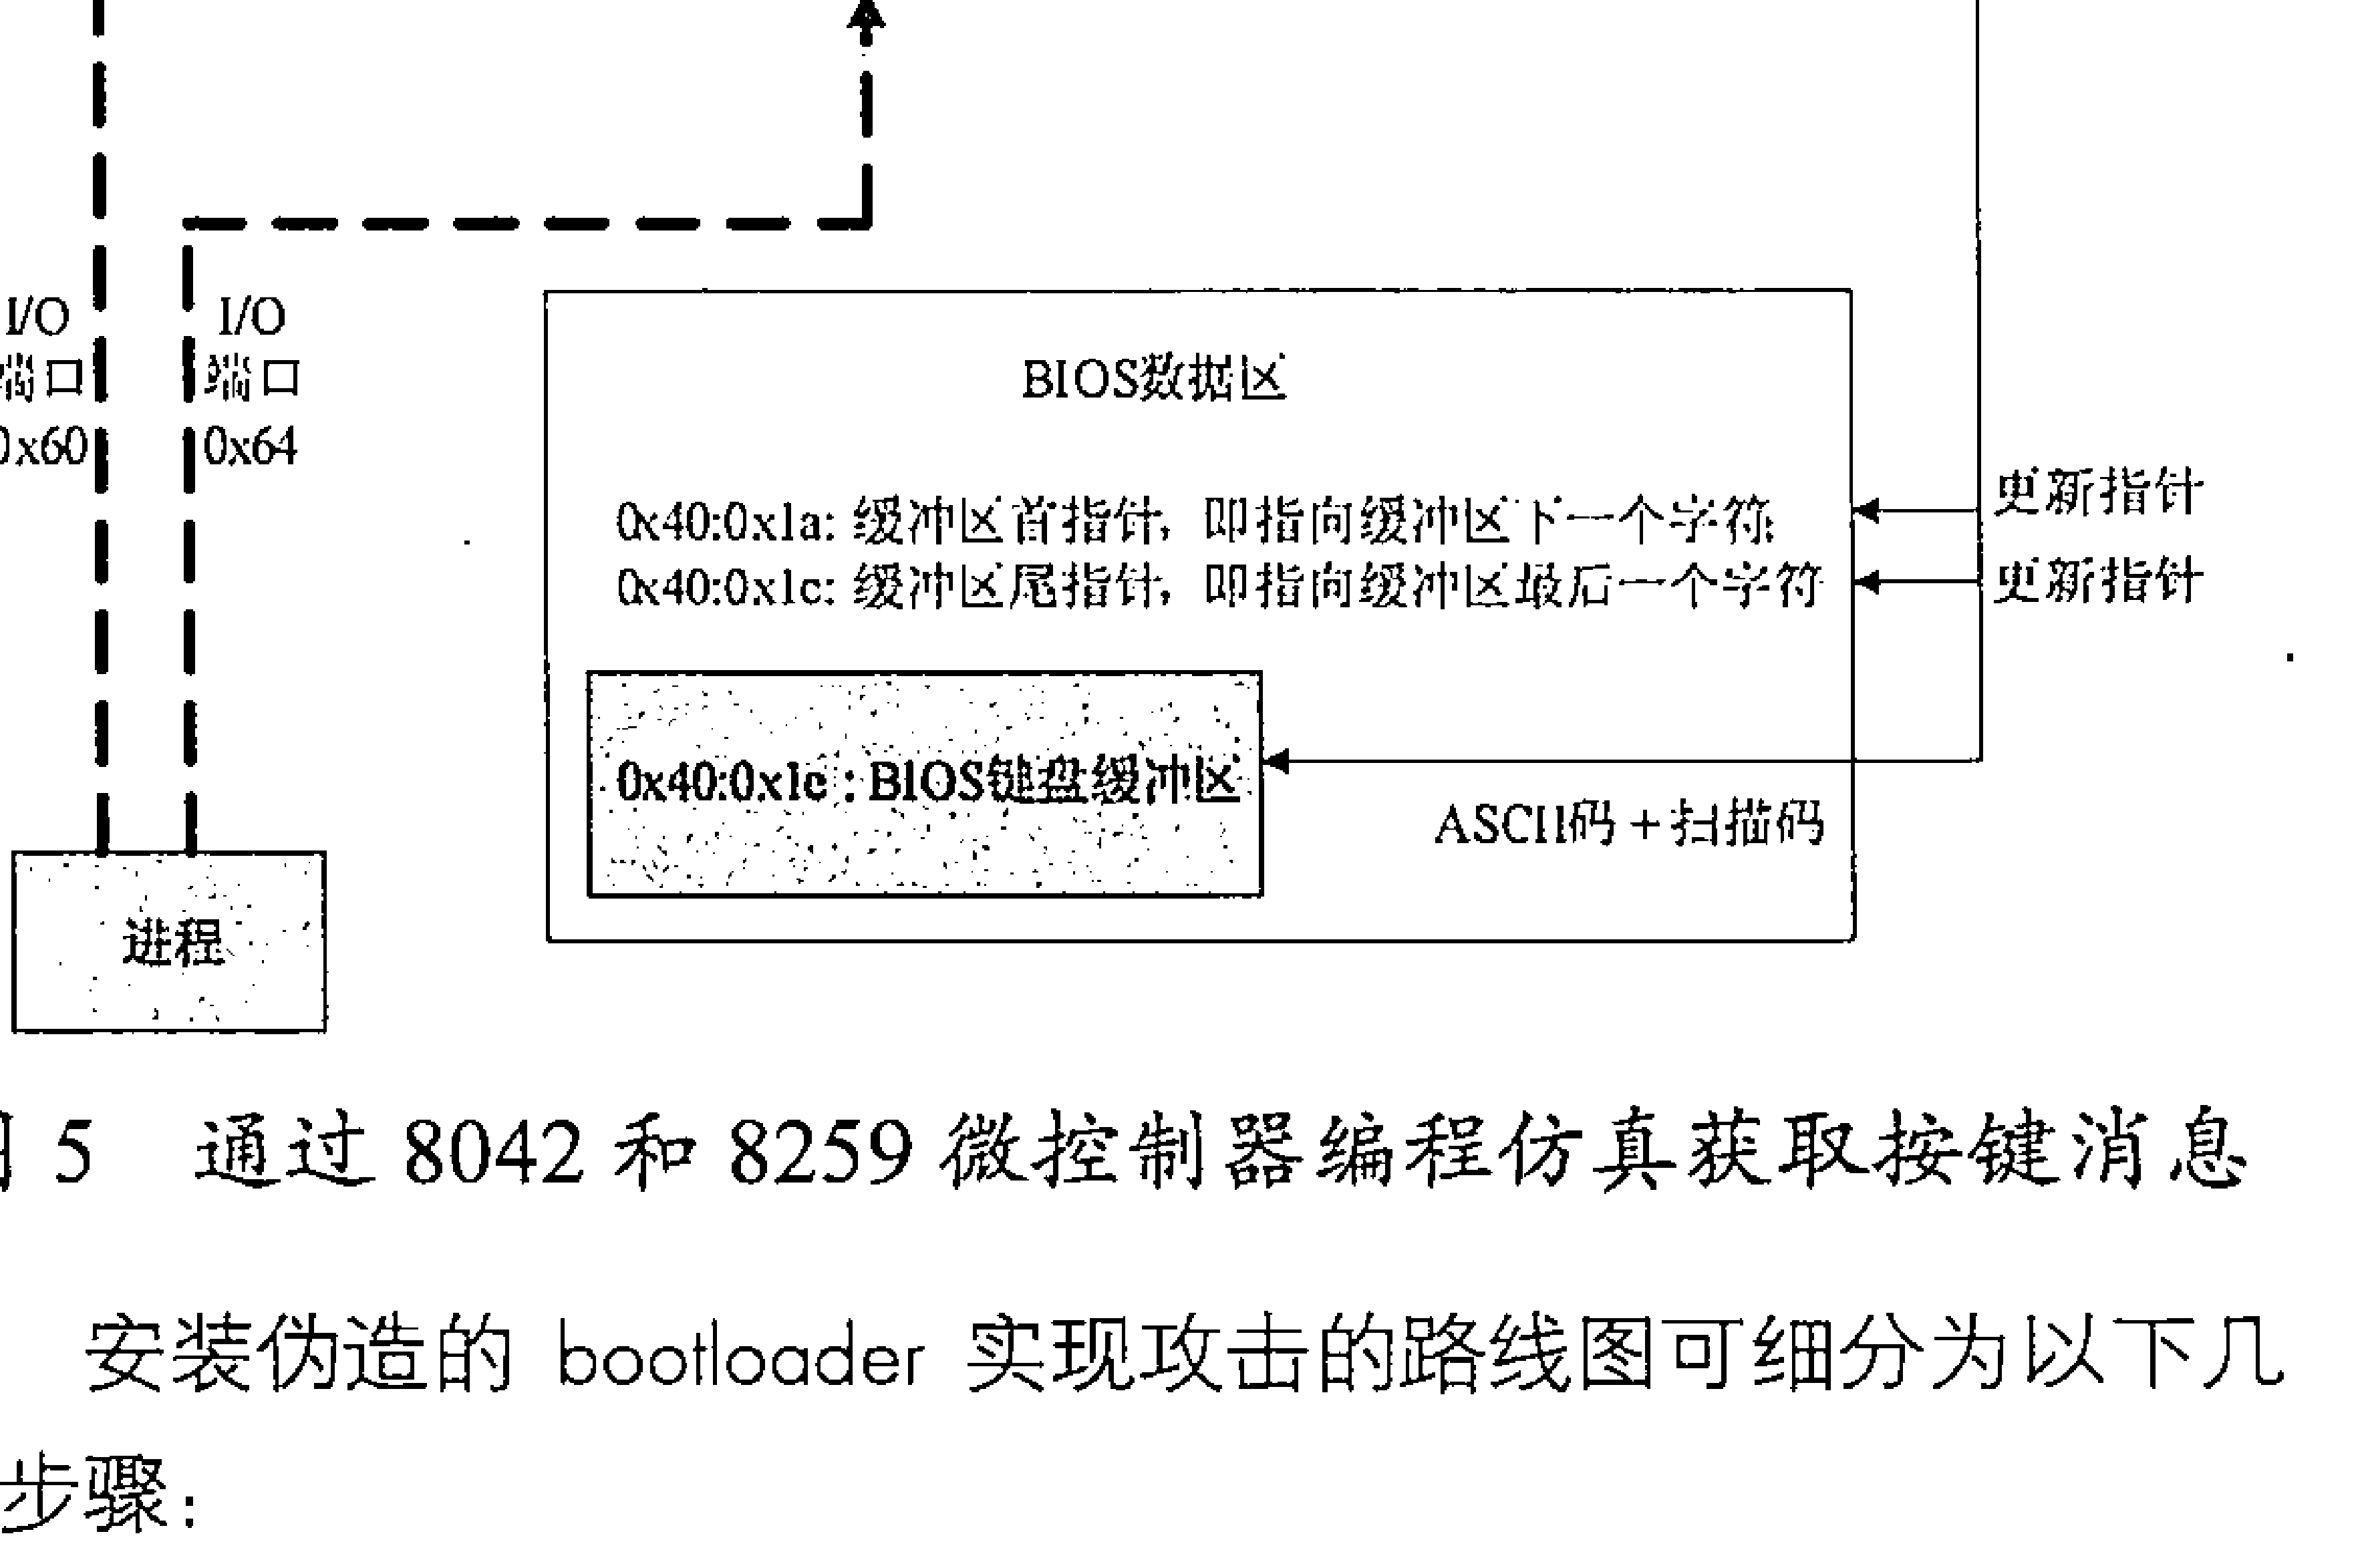 I/O
端口
0x60
I/O
端口
0x64
BIOS数据区
0x40:0x1a: 缓冲区首指针, 即指向缓冲区下一个字符
0x40:0x1c: 缓冲区尾指针, 即指向缓冲区最后一个字符
更新指针
更新指针
0x40:0x1e : BIOS键盘缓冲区
ASCII码 + 扫描码
进程
图 5 通过 8042 和 8259 微控制器编程仿真获取按键消息
安装伪造的 bootloader 实现攻击的路线图可细分为以下几
步骤: